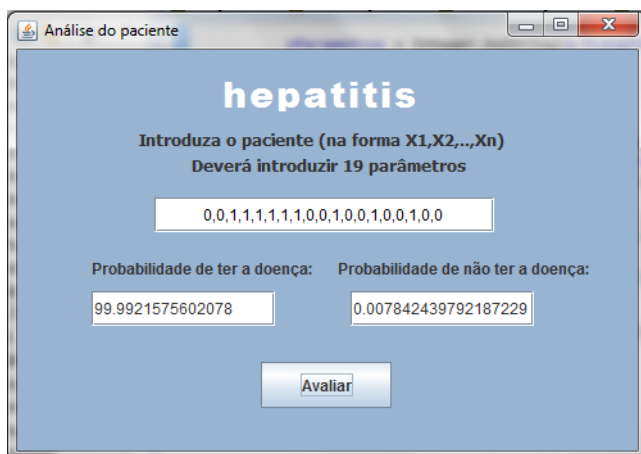 Análise do paciente
hepatitis
Introduza o paciente (na forma X1,X2,..,Xn)
Deverá introduzir 19 parâmetros
0,0,1,1,1,1,1,1,0,0,1,0,0,1,0,0,1,0,0
Probabilidade de ter a doença: Probabilidade de não ter a doença:
99.9921575602078 0.007842439792187229
Avaliar